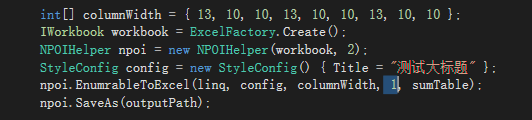 int[] columnWidth = { 13, 10, 10, 13, 10, 10, 13, 10, 10 };
IWorkbook workbook = ExcelFactory.Create();
NPOIHelper npoi = new NPOIHelper(workbook, 2);
StyleConfig config = new StyleConfig() { Title = "测试大标题" };
npoi.EnumrableToExcel(linq, config, columnWidth, 1, sumTable);
npoi.SaveAs(outputPath);